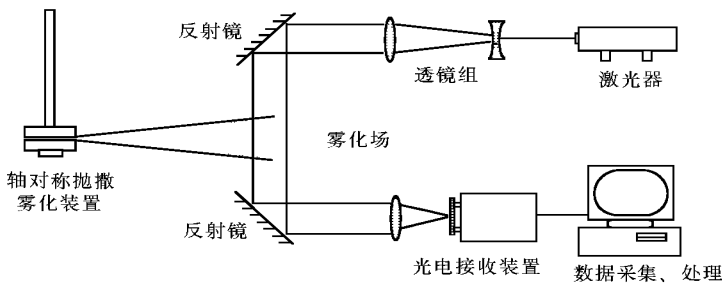 反射镜
透镜组
激光器
雾化场
轴对称抛撒
雾化装置
反射镜
光电接收装置
数据采集、处理